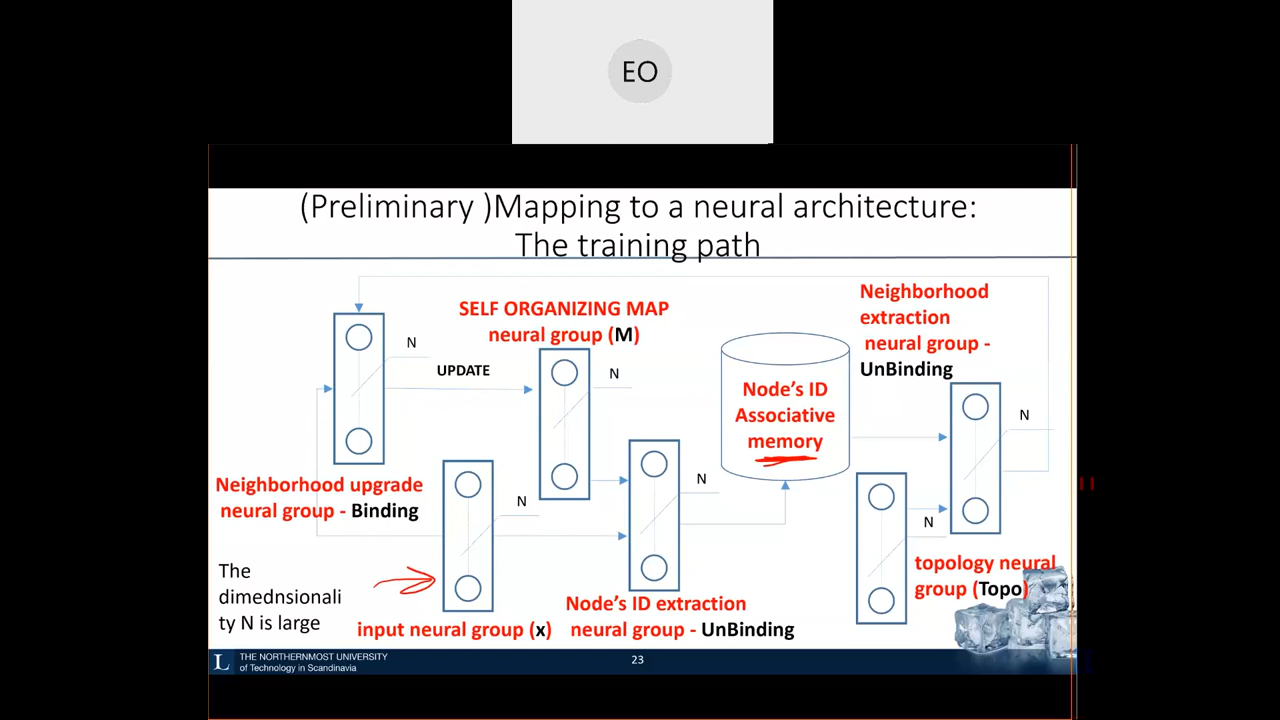 EO
(Preliminary )Mapping to a neural architecture:
The training path
N
UPDATE
Neighborhood upgrade
neural group - Binding
SELF ORGANIZING MAP
neural group (M)
N
N
input neural group (x)
N
Node's ID extraction
neural group - UnBinding
Node's ID
Associative
memory
Neighborhood
extraction
neural group -
UnBinding
N
N
topology neural
group (Topo)
The
dimednsionali
ty N is large
L
THE NORTHERNMOST UNIVERSITY
of Technology in Scandinavia
23